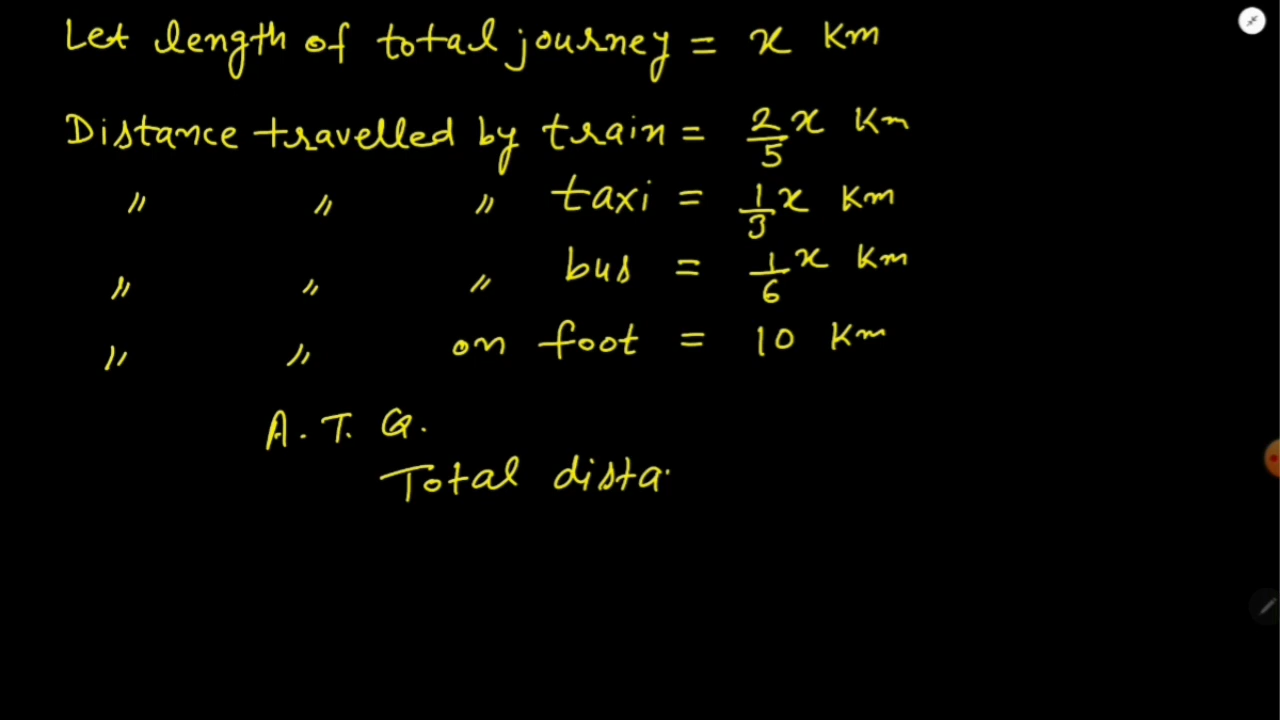 Let length of total journey = x Km
Distance travelled by train = 2/5 x Km
" " " taxi = 1/3 x Km
" " " bus = 1/6 x Km
" " on foot = 10 Km
A. T. Q.
Total dista